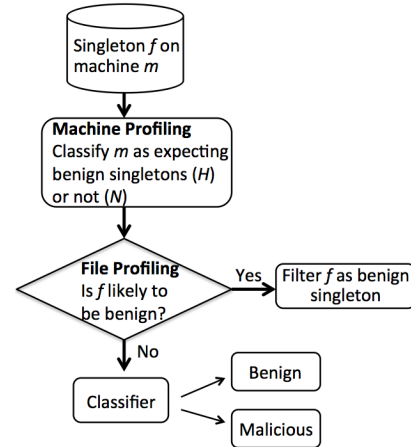 Singleton f on
machine m
Machine Profiling
Classify m as expecting
benign singletons (H)
or not (N)
File Profiling
Is f likely to
be benign?
Yes
Filter f as benign
singleton
No
Classifier
Benign
Malicious